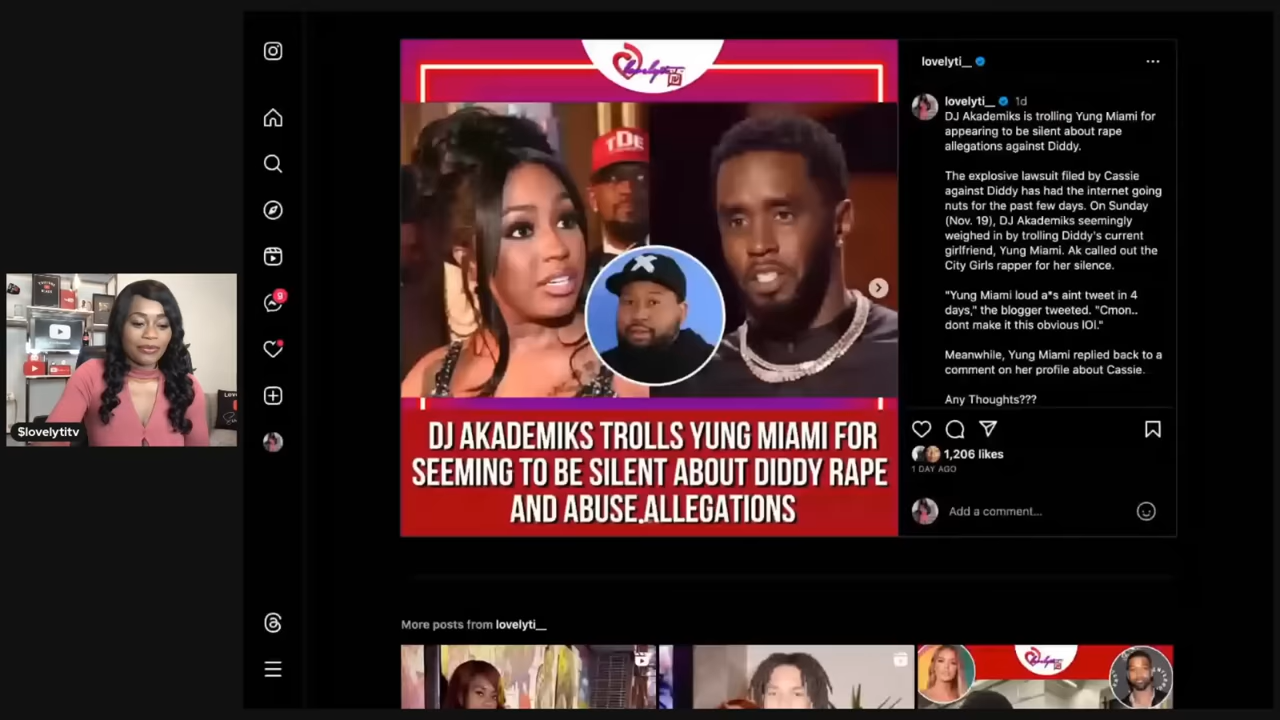 lovelyti
TV
TDE
X
DJ AKADEMIKS TROLLS YUNG MIAMI FOR
SEEMING TO BE SILENT ABOUT DIDDY RAPE
AND ABUSE ALLEGATIONS
lovelyti__
lovelyti__ 1d
DJ Akademiks is trolling Yung Miami for
appearing to be silent about rape
allegations against Diddy.
The explosive lawsuit filed by Cassie
against Diddy has had the internet going
nuts for the past few days. On Sunday
(Nov. 19), DJ Akademiks seemingly
weighed in by trolling Diddy's current
girlfriend, Yung Miami. Ak called out the
City Girls rapper for her silence.
"Yung Miami loud a*s aint tweet in 4
days," the blogger tweeted. "Cmon..
dont make it this obvious lOl."
Meanwhile, Yung Miami replied back to a
comment on her profile about Cassie.
Any Thoughts???
1,206 likes
1 DAY AGO
Add a comment...
9
$lovelytitv
More posts from lovelyti__